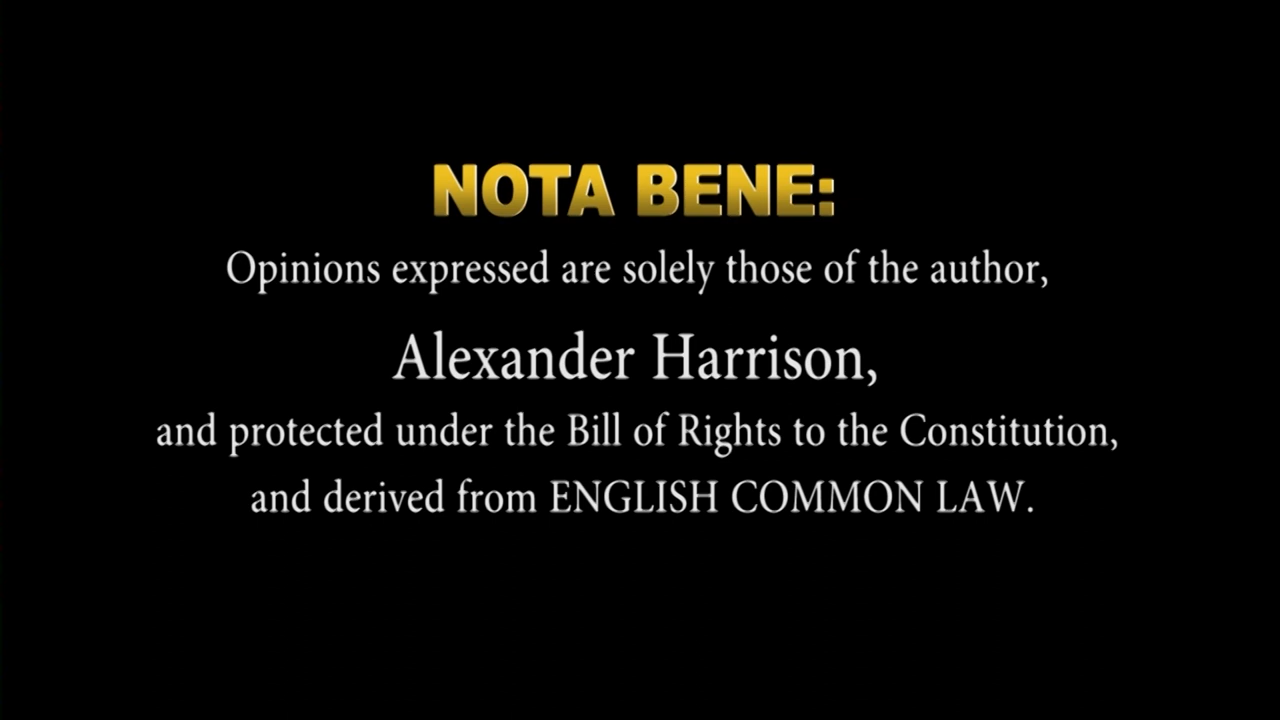 NOTA BENE:
Opinions expressed are solely those of the author,
Alexander Harrison,
and protected under the Bill of Rights to the Constitution,
and derived from ENGLISH COMMON LAW.